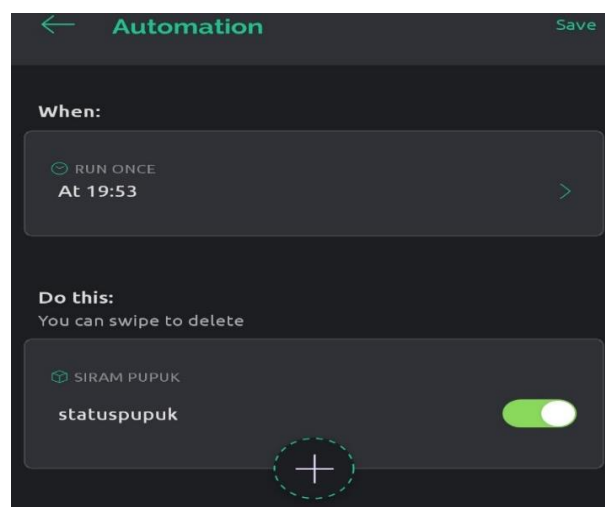 Automation Save
When:
RUN ONCE
At 19:53
Do this:
You can swipe to delete
SIRAM PUPUK
statuspupuk